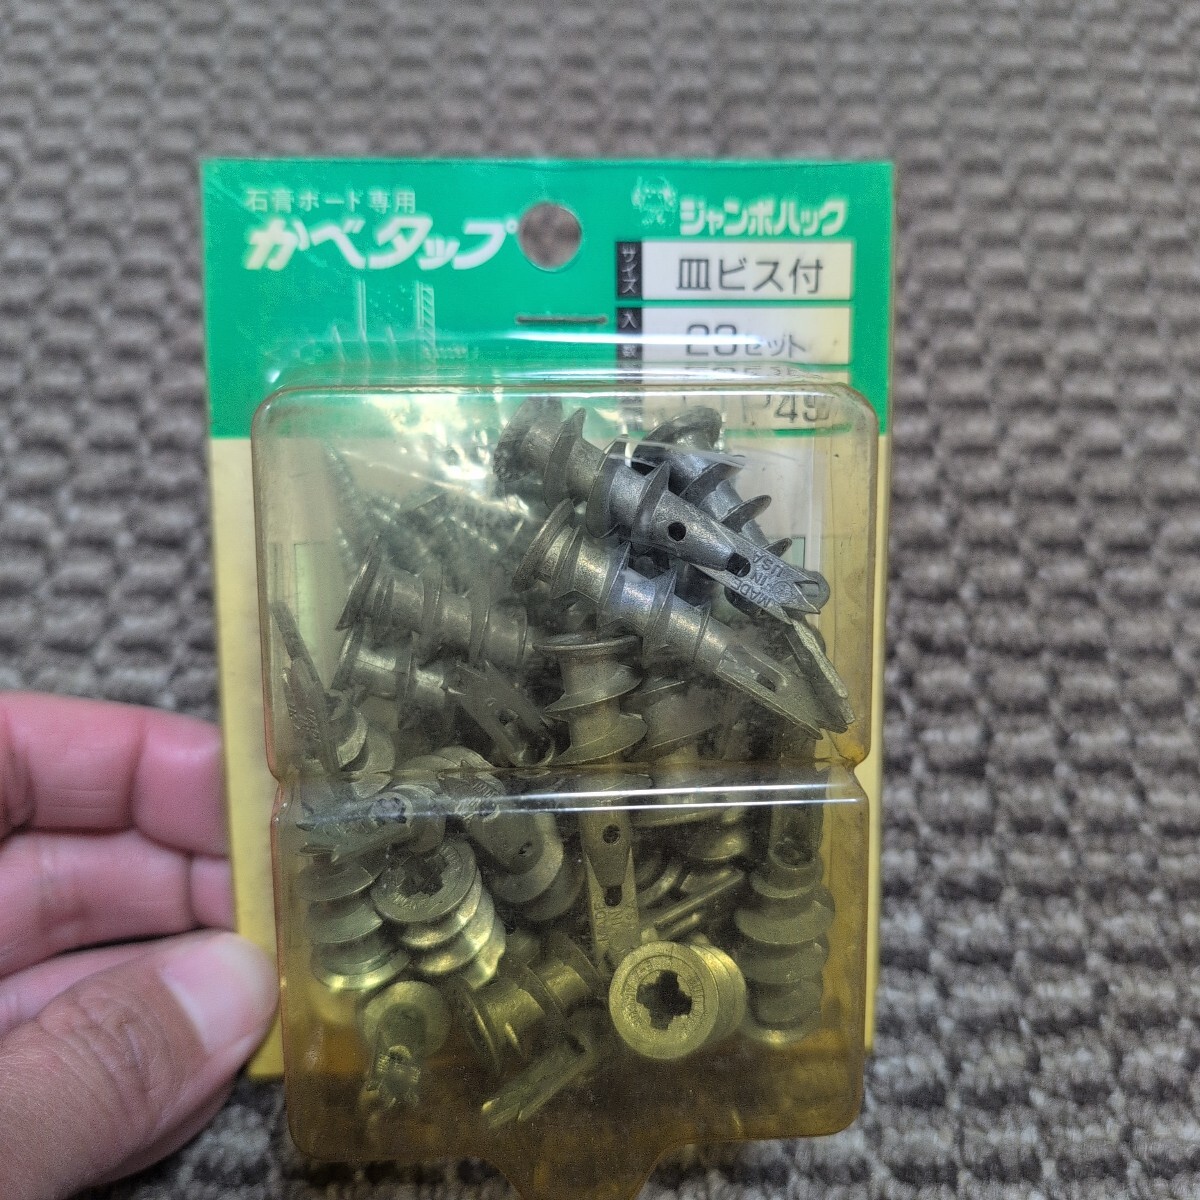 石膏ボード専用
かべタップ
ジャンボハック
サイズ 皿ビス付
入数 23セット
MADE
IN
USA